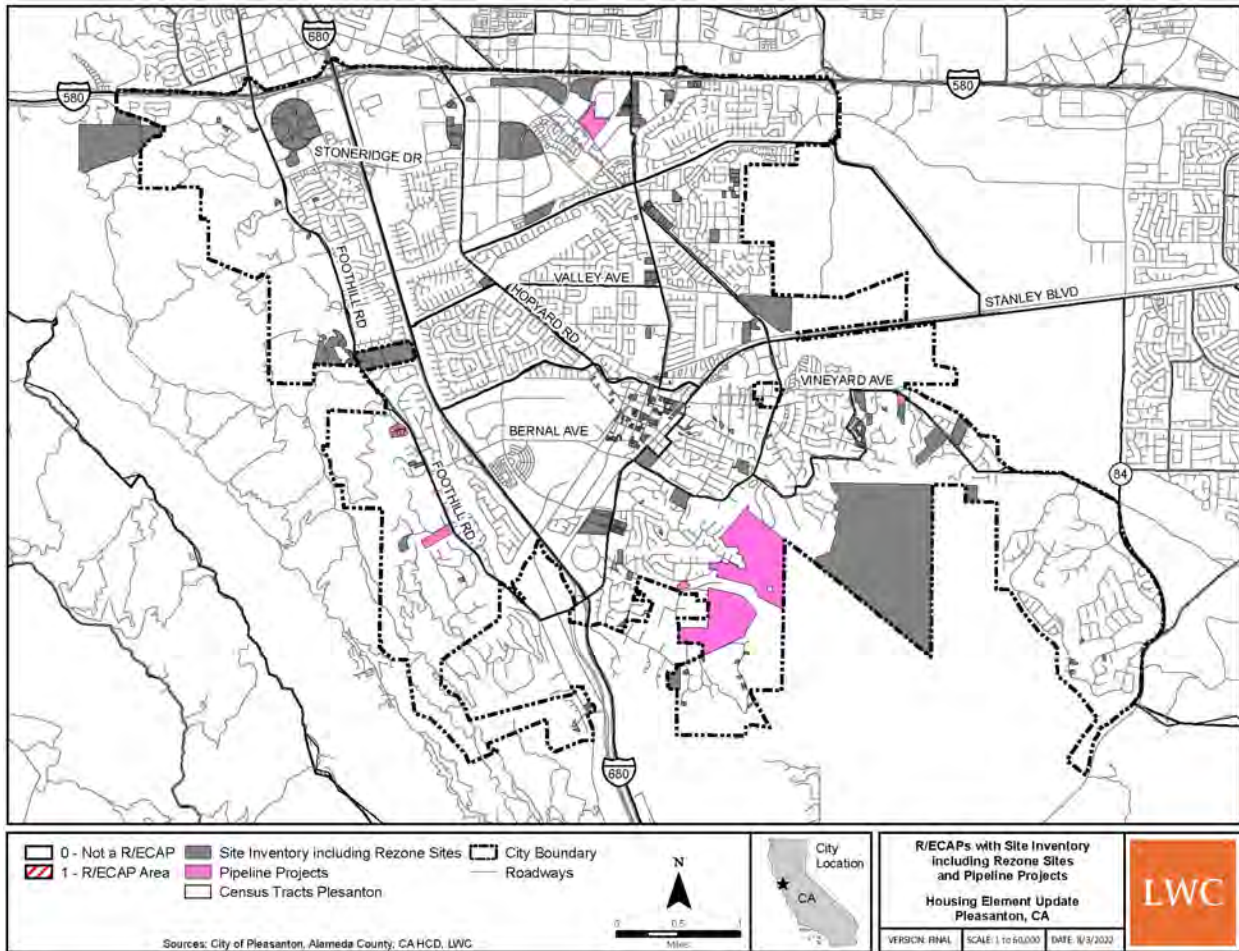 680
580
580
STONERIDGE DR
FOOTHILL RD
VALLEY AVE
HOPYARD RD
STANLEY BLVD
VINEYARD AVE
BERNAL AVE
84
FOOTHILL RD
680
0 - Not a R/ECAP
1 - R/ECAP Area
Site Inventory including Rezone Sites
Pipeline Projects
Census Tracts Plesanton
City Boundary
Roadways
N
0 0.5 1
Miles
Sources: City of Pleasanton, Alameda County, CA HCD, LWC
City
Location
CA
R/ECAPs with Site Inventory
including Rezone Sites
and Pipeline Projects
Housing Element Update
Pleasanton, CA
VERSION: FINAL
SCALE: 1 to 60,000
DATE: 8/3/2022
LWC